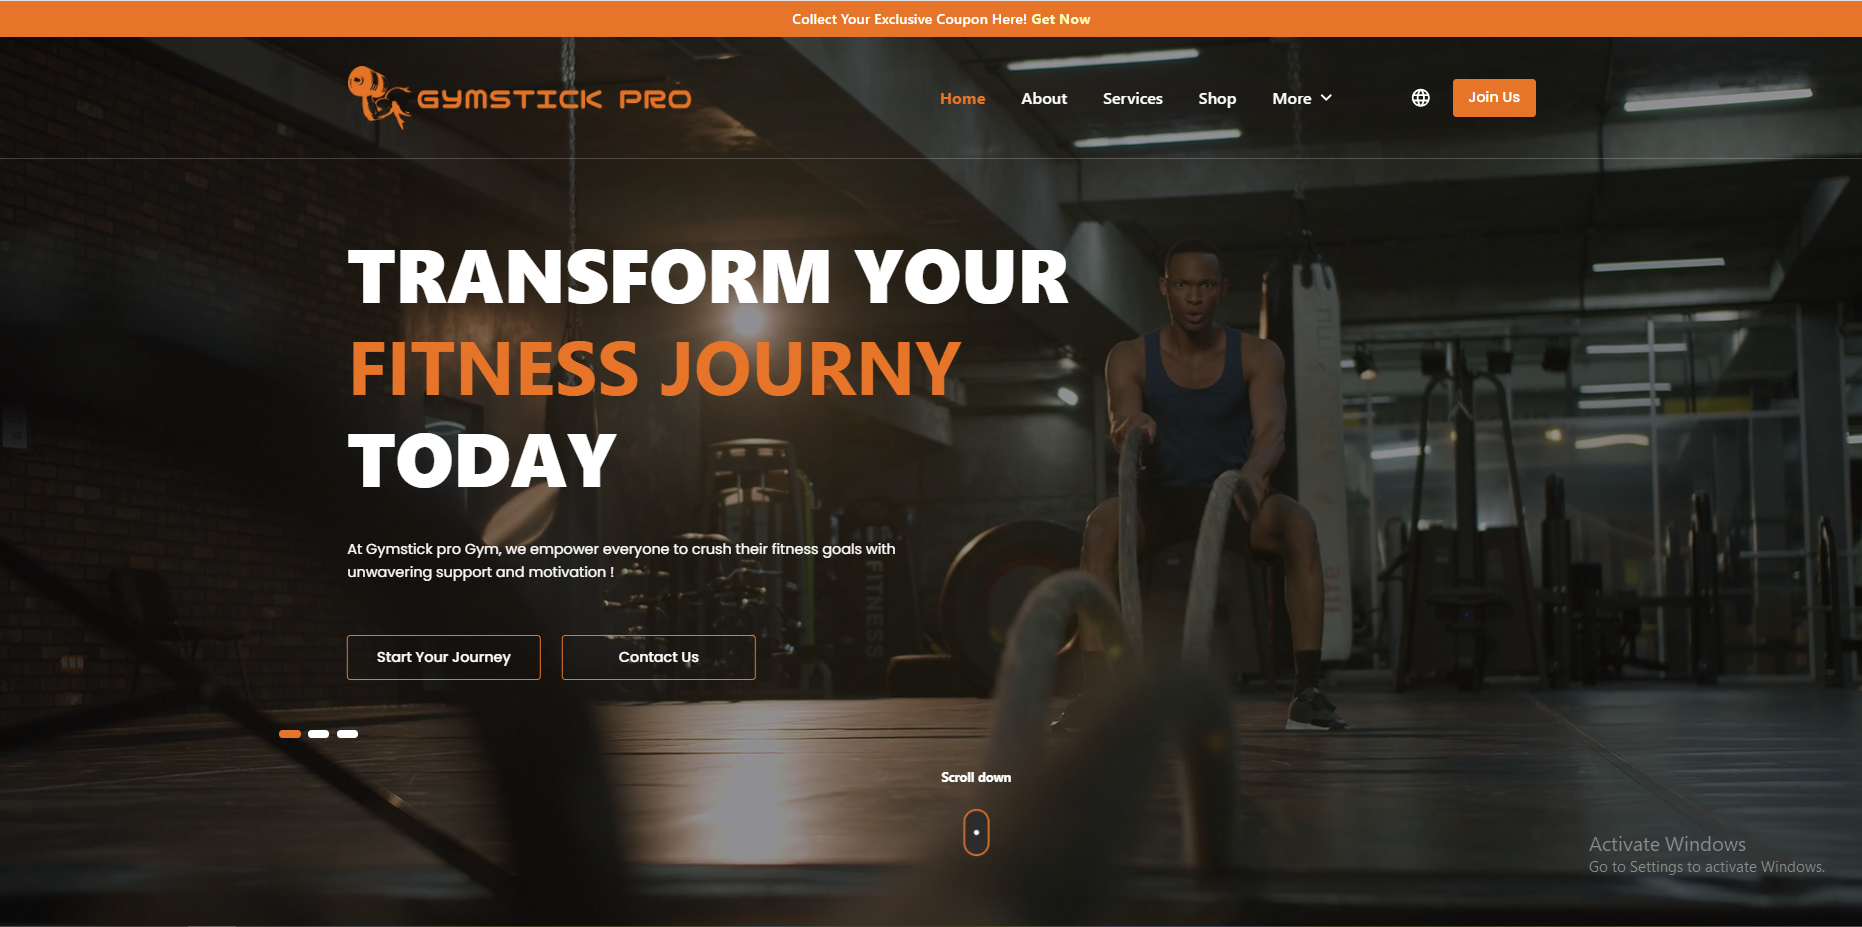 Collect Your Exclusive Coupon Here! Get Now
GYMSTICK PRO
Home About Services Shop More Join Us
TRANSFORM YOUR
FITNESS JOURNY
TODAY
At Gymstick pro Gym, we empower everyone to crush their fitness goals with
unwavering support and motivation !
Start Your Journey Contact Us
FITNESS
Scroll down
Activate Windows
Go to Settings to activate Windows.